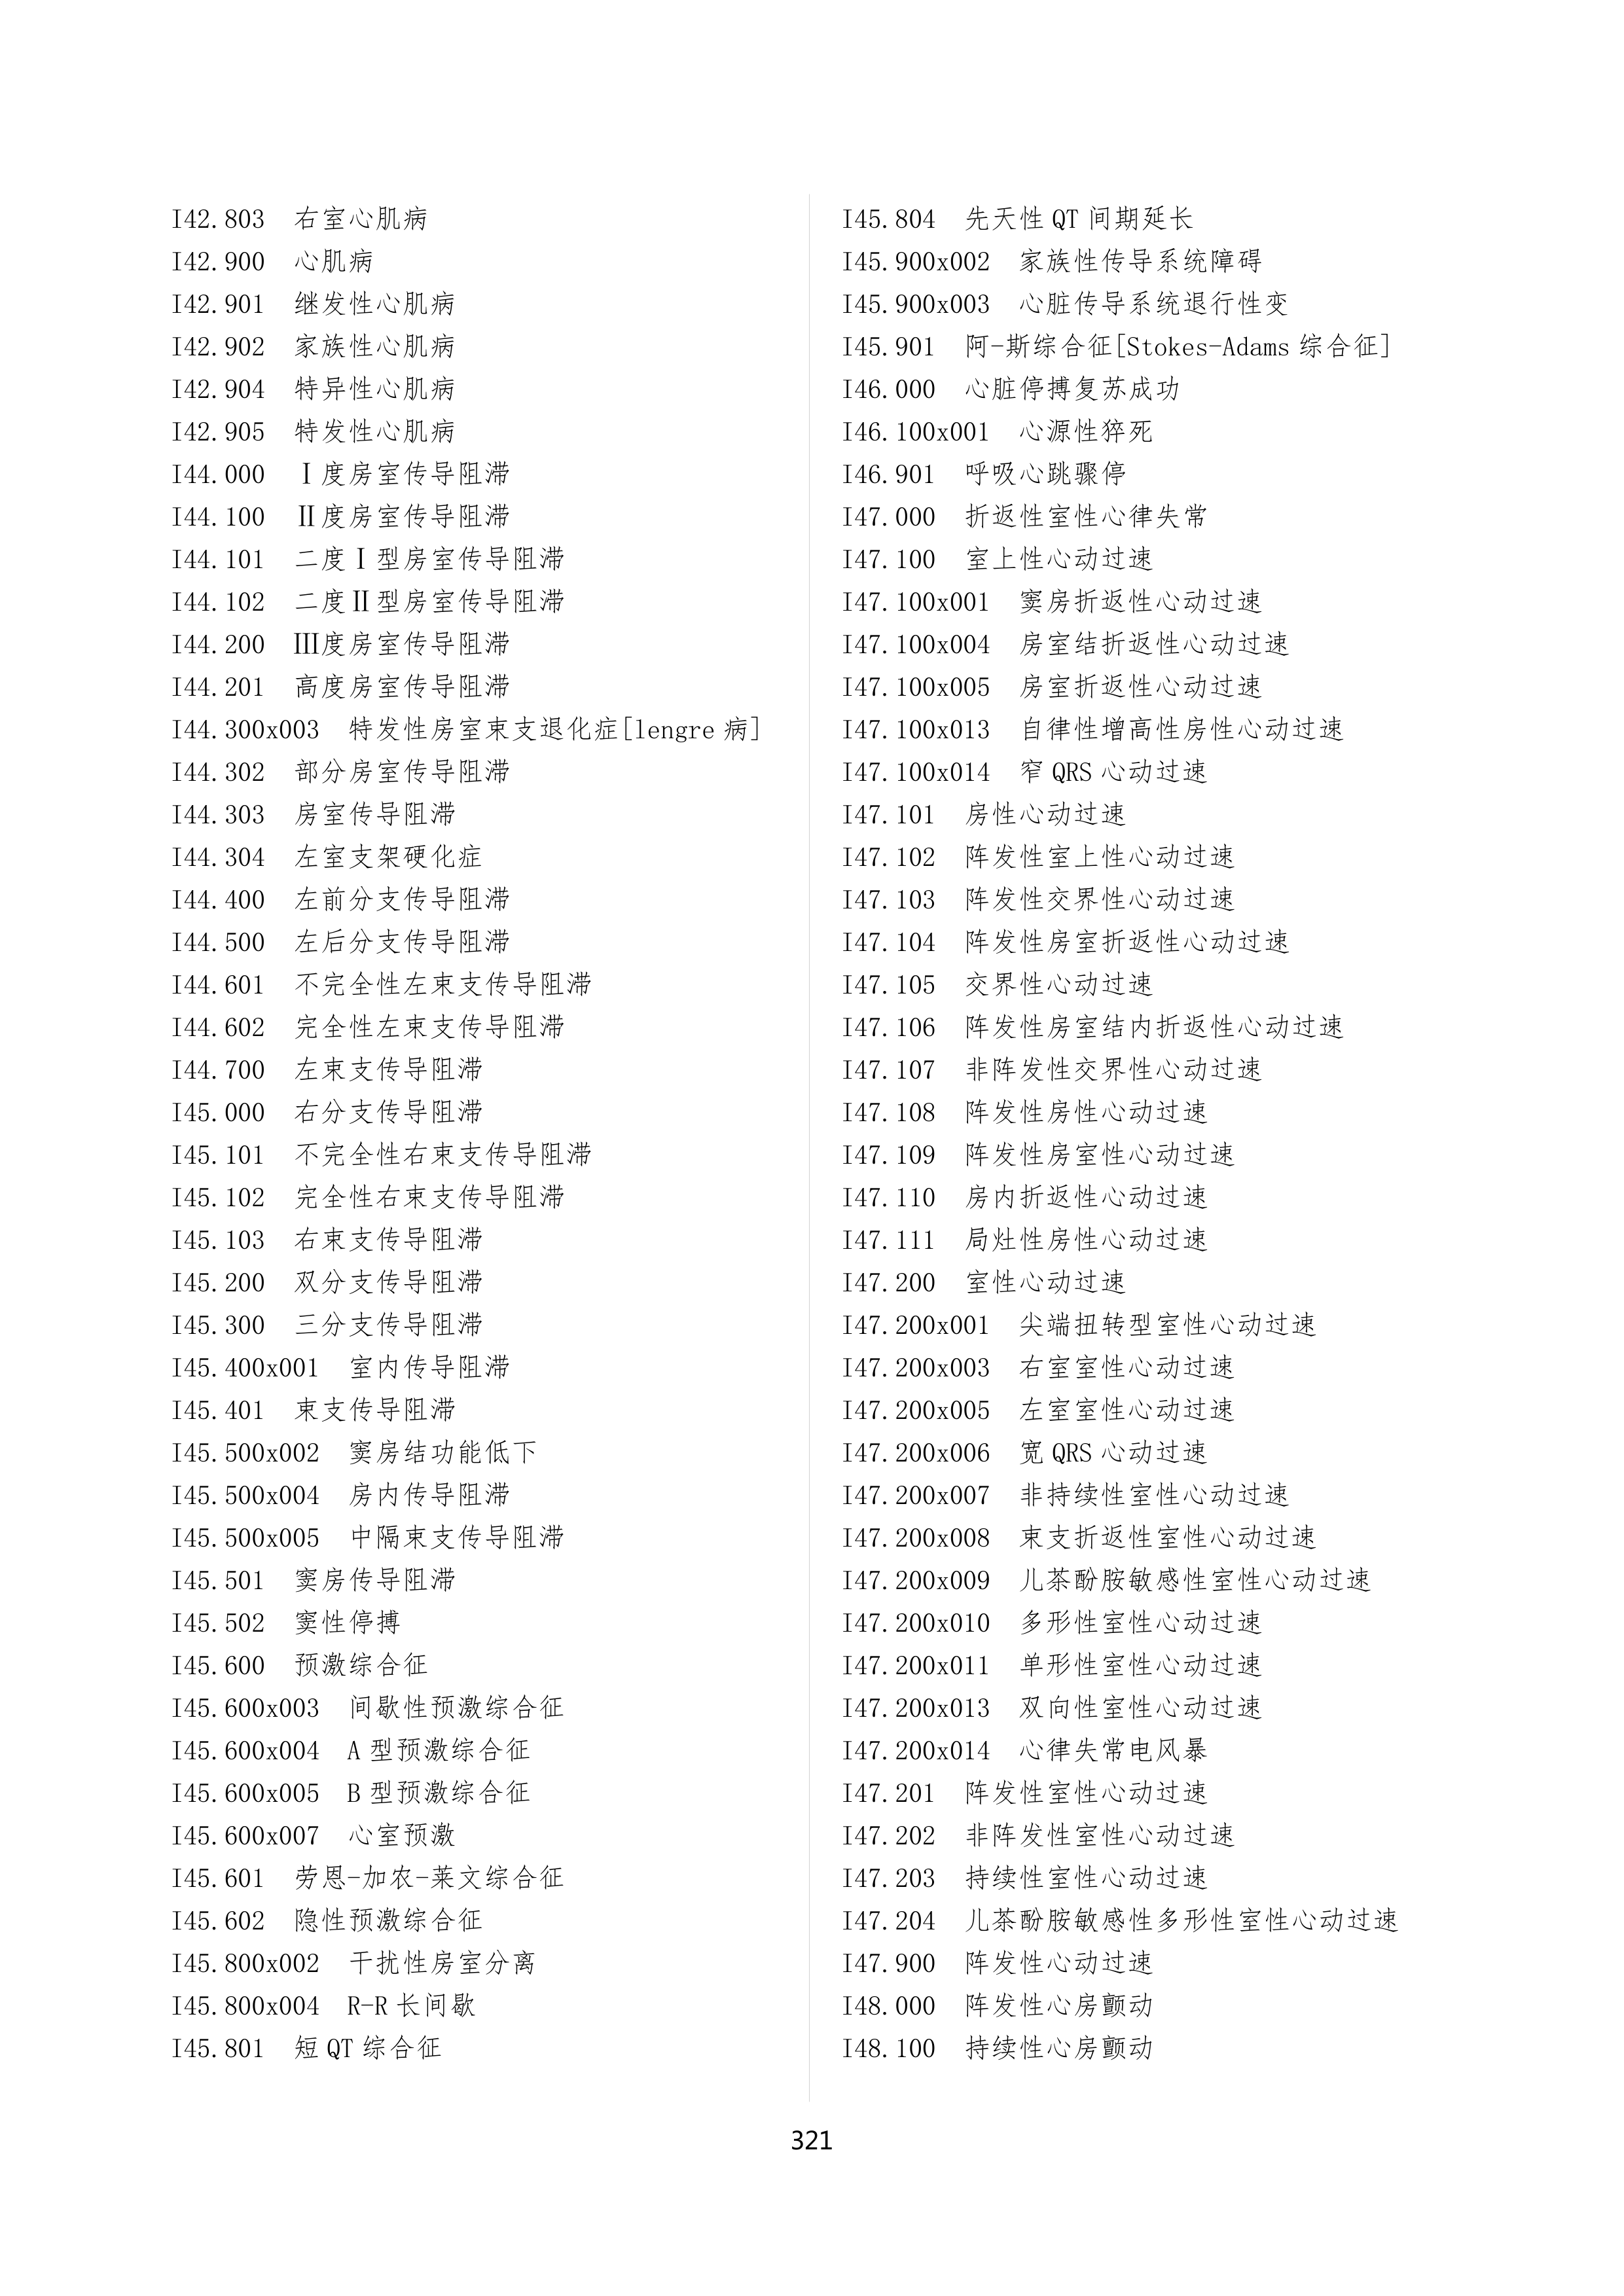 I42.803 右室心肌病
I42.900 心肌病
I42.901 继发性心肌病
I42.902 家族性心肌病
I42.904 特异性心肌病
I42.905 特发性心肌病
I44.000 Ⅰ度房室传导阻滞
I44.100 Ⅱ度房室传导阻滞
I44.101 二度Ⅰ型房室传导阻滞
I44.102 二度Ⅱ型房室传导阻滞
I44.200 Ⅲ度房室传导阻滞
I44.201 高度房室传导阻滞
I44.300x003 特发性房室束支退化症[lengre病]
I44.302 部分房室传导阻滞
I44.303 房室传导阻滞
I44.304 左室支架硬化症
I44.400 左前分支传导阻滞
I44.500 左后分支传导阻滞
I44.601 不完全性左束支传导阻滞
I44.602 完全性左束支传导阻滞
I44.700 左束支传导阻滞
I45.000 右分支传导阻滞
I45.101 不完全性右束支传导阻滞
I45.102 完全性右束支传导阻滞
I45.103 右束支传导阻滞
I45.200 双分支传导阻滞
I45.300 三分支传导阻滞
I45.400x001 室内传导阻滞
I45.401 束支传导阻滞
I45.500x002 窦房结功能低下
I45.500x004 房内传导阻滞
I45.500x005 中隔束支传导阻滞
I45.501 窦房传导阻滞
I45.502 窦性停搏
I45.600 预激综合征
I45.600x003 间歇性预激综合征
I45.600x004 A型预激综合征
I45.600x005 B型预激综合征
I45.600x007 心室预激
I45.601 劳恩-加农-莱文综合征
I45.602 隐性预激综合征
I45.800x002 干扰性房室分离
I45.800x004 R-R长间歇
I45.801 短QT综合征
I45.804 先天性QT间期延长
I45.900x002 家族性传导系统障碍
I45.900x003 心脏传导系统退行性变
I45.901 阿-斯综合征[Stokes-Adams综合征]
I46.000 心脏停搏复苏成功
I46.100x001 心源性猝死
I46.901 呼吸心跳骤停
I47.000 折返性室性心律失常
I47.100 室上性心动过速
I47.100x001 窦房折返性心动过速
I47.100x004 房室结折返性心动过速
I47.100x005 房室折返性心动过速
I47.100x013 自律性增高性房性心动过速
I47.100x014 窄QRS心动过速
I47.101 房性心动过速
I47.102 阵发性室上性心动过速
I47.103 阵发性交界性心动过速
I47.104 阵发性房室折返性心动过速
I47.105 交界性心动过速
I47.106 阵发性房室结内折返性心动过速
I47.107 非阵发性交界性心动过速
I47.108 阵发性房性心动过速
I47.109 阵发性房室性心动过速
I47.110 房内折返性心动过速
I47.111 局灶性房性心动过速
I47.200 室性心动过速
I47.200x001 尖端扭转型室性心动过速
I47.200x003 右室室性心动过速
I47.200x005 左室室性心动过速
I47.200x006 宽QRS心动过速
I47.200x007 非持续性室性心动过速
I47.200x008 束支折返性室性心动过速
I47.200x009 儿茶酚胺敏感性室性心动过速
I47.200x010 多形性室性心动过速
I47.200x011 单形性室性心动过速
I47.200x013 双向性室性心动过速
I47.200x014 心律失常电风暴
I47.201 阵发性室性心动过速
I47.202 非阵发性室性心动过速
I47.203 持续性室性心动过速
I47.204 儿茶酚胺敏感性多形性室性心动过速
I47.900 阵发性心动过速
I48.000 阵发性心房颤动
I48.100 持续性心房颤动
321